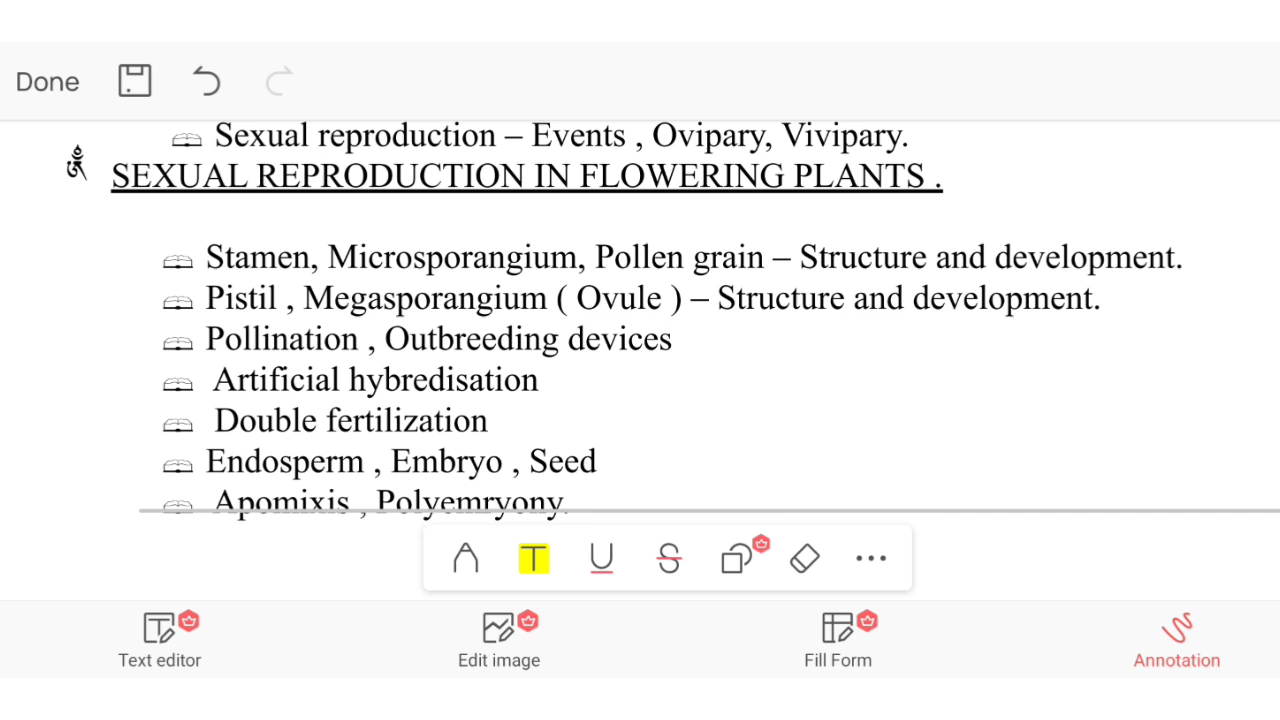 Done
Sexual reproduction – Events , Ovipary, Vivipary.
ॐ SEXUAL REPRODUCTION IN FLOWERING PLANTS .
Stamen, Microsporangium, Pollen grain – Structure and development.
Pistil , Megasporangium ( Ovule ) – Structure and development.
Pollination , Outbreeding devices
Artificial hybredisation
Double fertilization
Endosperm , Embryo , Seed
Apomixis , Polyemryony.
T U S
Text editor Edit image Fill Form Annotation